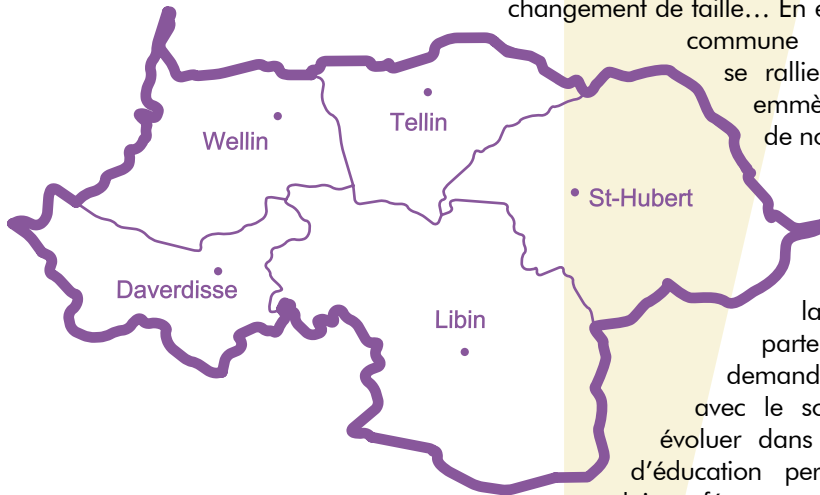 changement de taille... En e
commune
se rallie
emmè
de no
Wellin
Tellin
St-Hubert
Daverdisse
Libin
la
parte
demand
avec le so
évoluer dans
d'éducation per